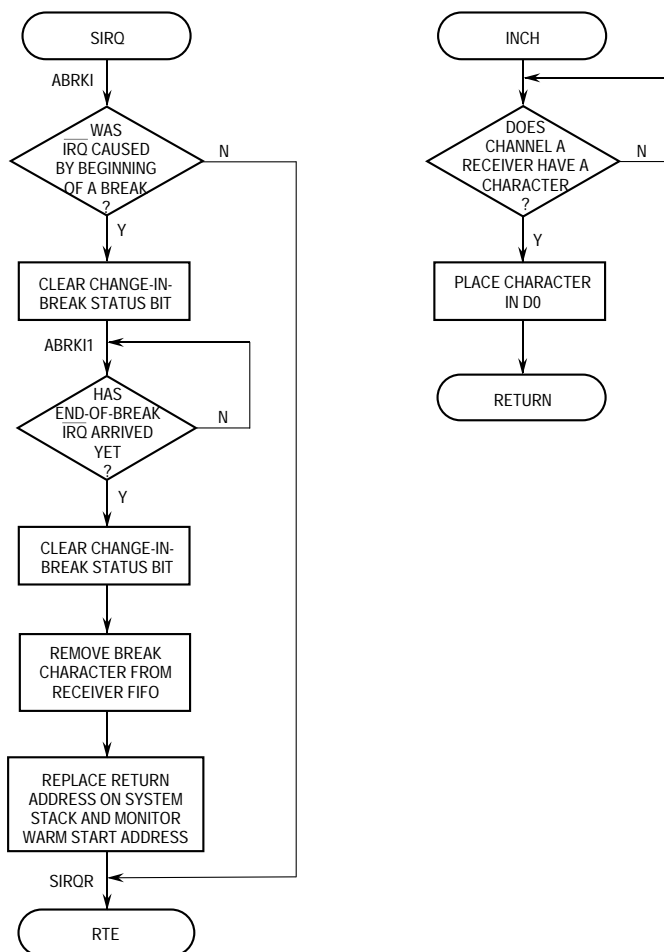 SIRQ
ABRKI
WAS
IRQ CAUSED
BY BEGINNING
OF A BREAK
?
N
Y
CLEAR CHANGE-IN-
BREAK STATUS BIT
ABRKI1
HAS
END-OF-BREAK
IRQ ARRIVED
YET
?
N
Y
CLEAR CHANGE-IN-
BREAK STATUS BIT
REMOVE BREAK
CHARACTER FROM
RECEIVER FIFO
REPLACE RETURN
ADDRESS ON SYSTEM
STACK AND MONITOR
WARM START ADDRESS
SIRQR
RTE
INCH
DOES
CHANNEL A
RECEIVER HAVE A
CHARACTER
?
N
Y
PLACE CHARACTER
IN D0
RETURN